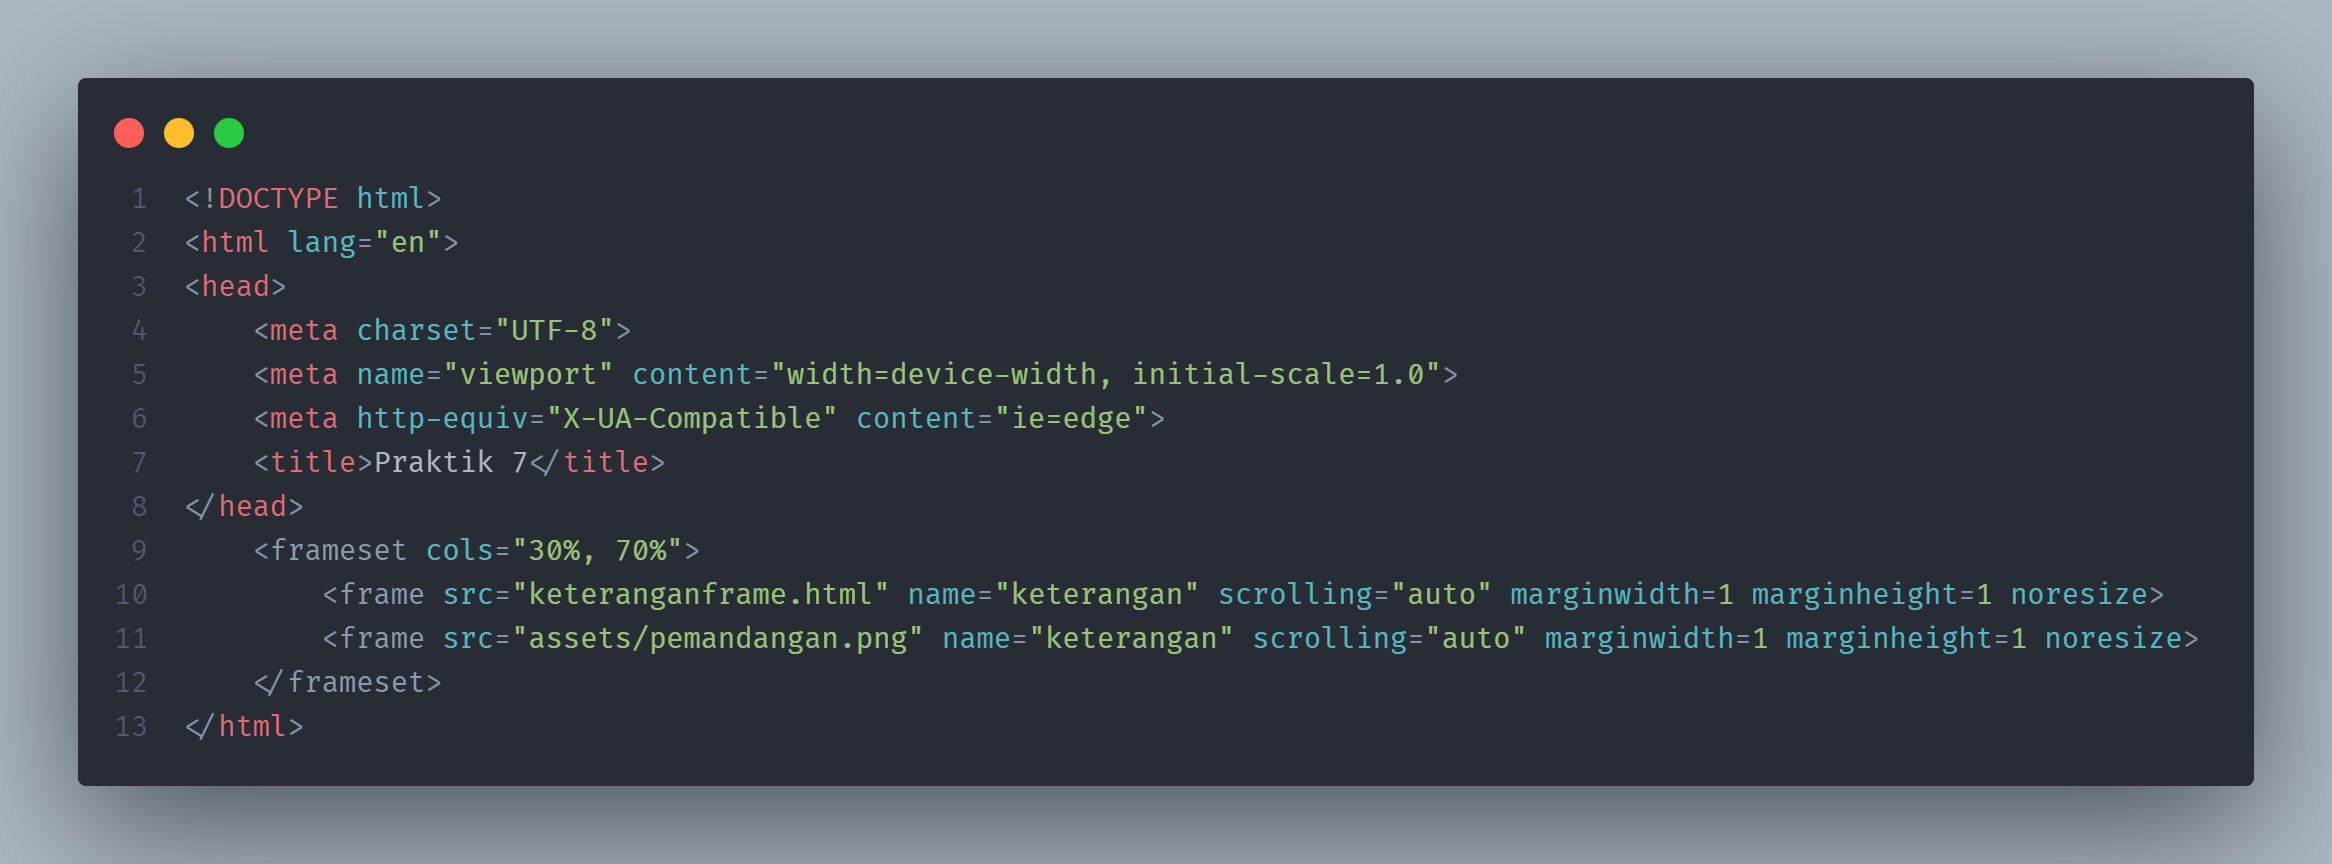 1 <!DOCTYPE html>
2 <html lang="en">
3 <head>
4     <meta charset="UTF-8">
5     <meta name="viewport" content="width=device-width, initial-scale=1.0">
6     <meta http-equiv="X-UA-Compatible" content="ie=edge">
7     <title>Praktik 7</title>
8 </head>
9     <frameset cols="30%, 70%">
10         <frame src="keteranganframe.html" name="keterangan" scrolling="auto" marginwidth=1 marginheight=1 noresize>
11         <frame src="assets/pemandangan.png" name="keterangan" scrolling="auto" marginwidth=1 marginheight=1 noresize>
12     </frameset>
13 </html>